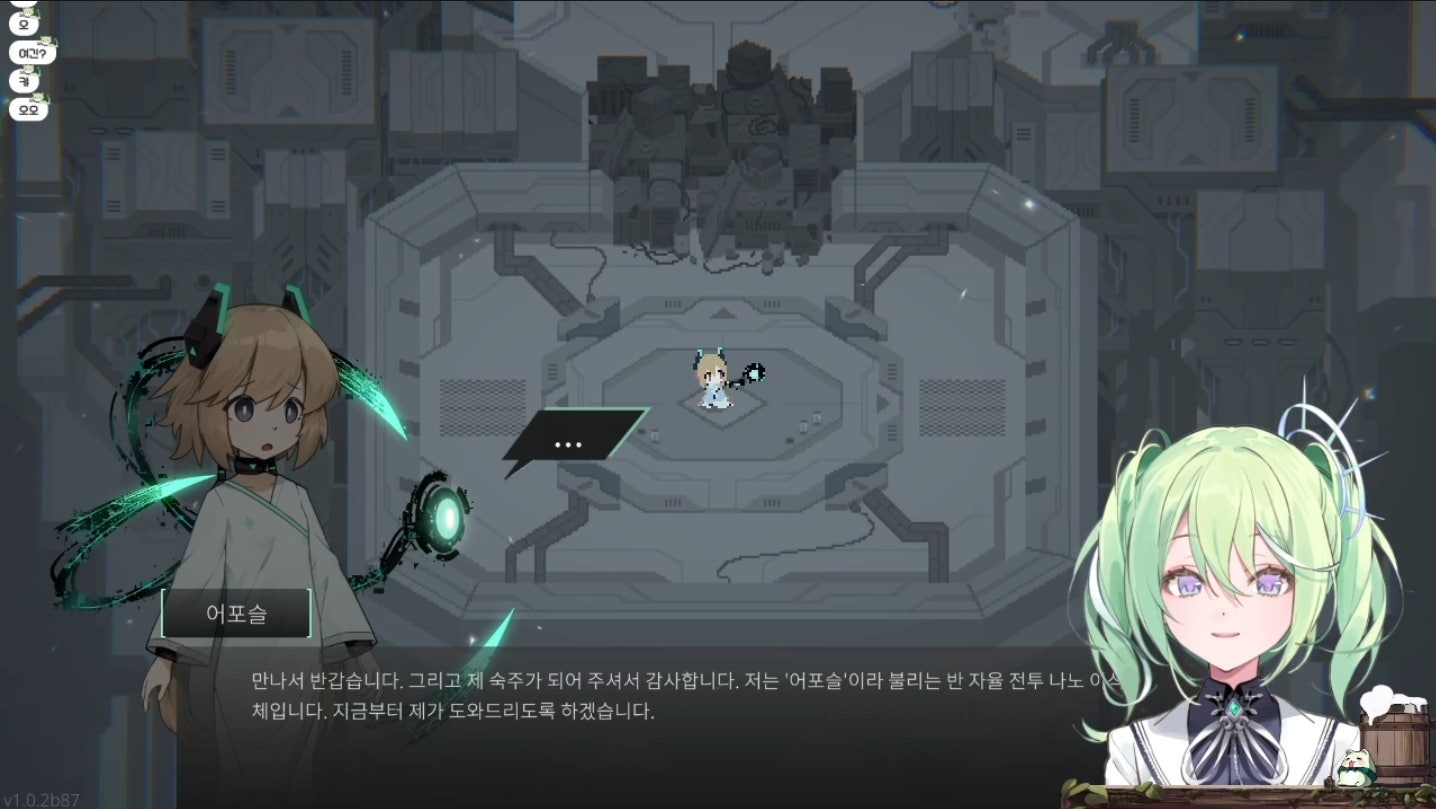 오
여긴?
캬
오오
...
어포슬
만나서 반갑습니다. 그리고 제 숙주가 되어 주셔서 감사합니다. 저는 '어포슬'이라 불리는 반 자율 전투 나노
체입니다. 지금부터 제가 도와드리도록 하겠습니다.
v1.0.2b87